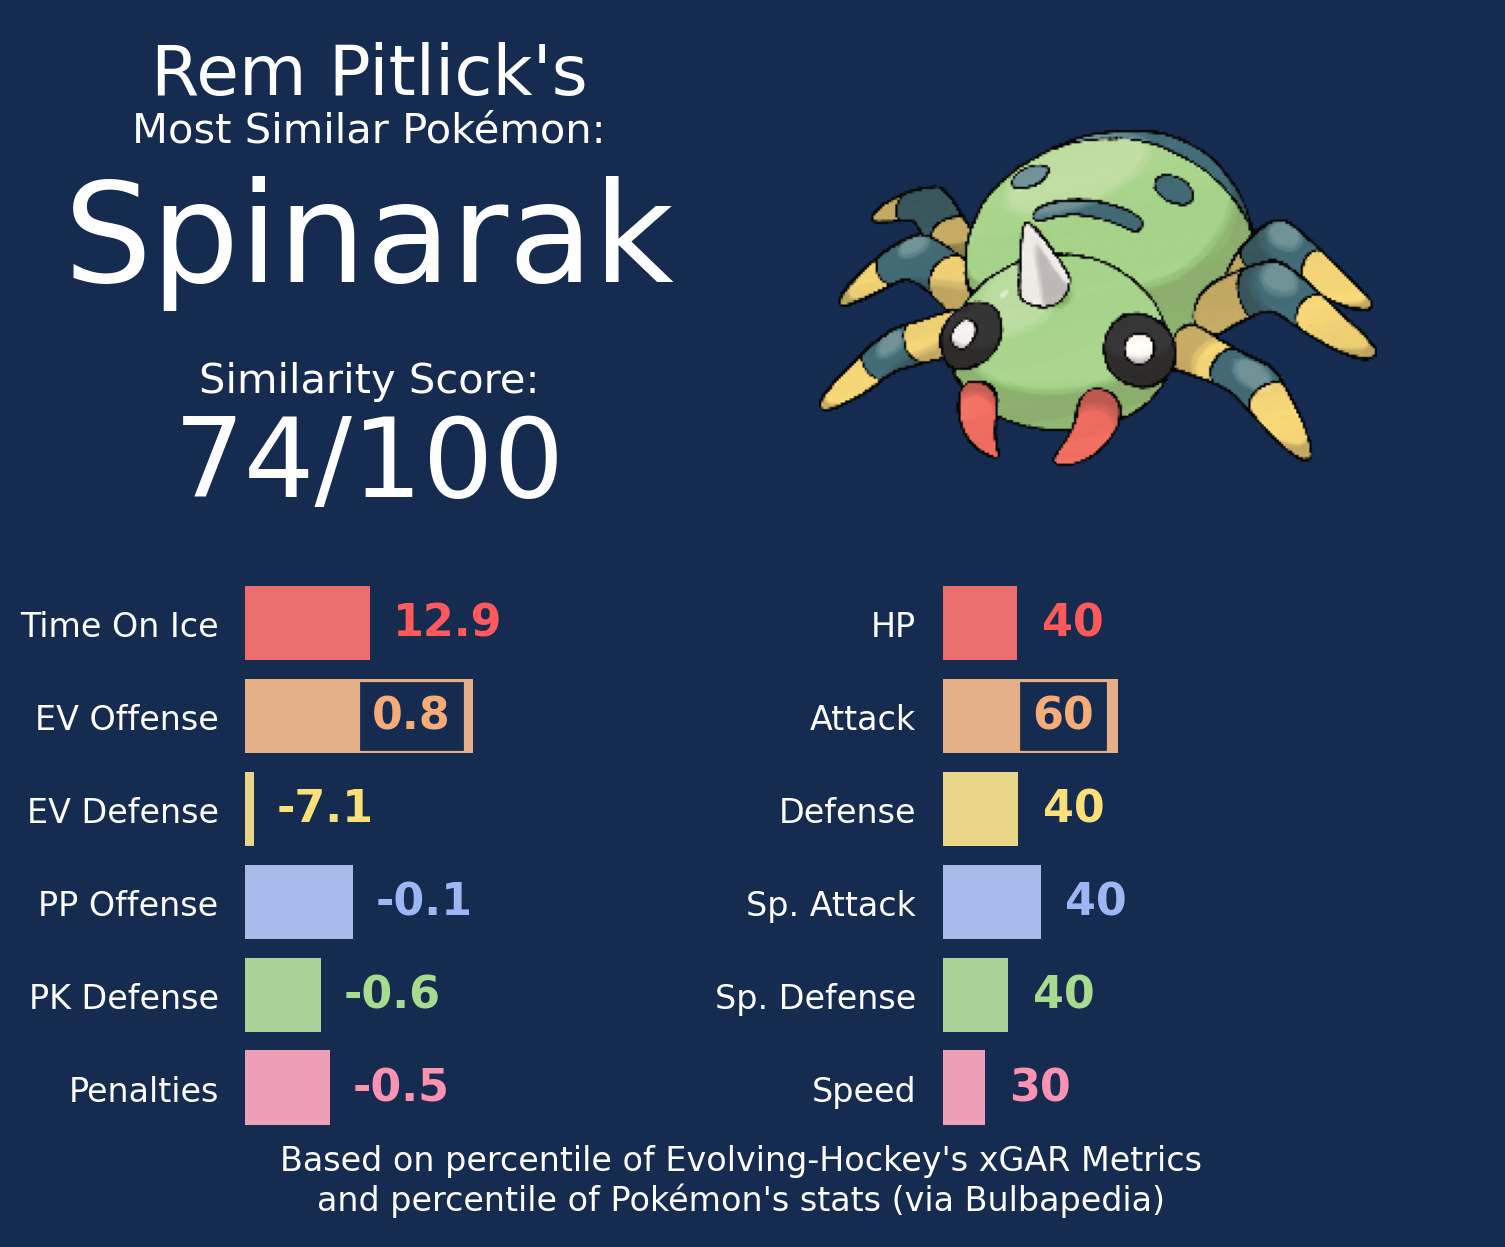 Rem Pitlick's
Most Similar Pokémon:
Spinarak
Similarity Score:
74/100
Time On Ice 12.9
EV Offense 0.8
EV Defense -7.1
PP Offense -0.1
PK Defense -0.6
Penalties -0.5
HP 40
Attack 60
Defense 40
Sp. Attack 40
Sp. Defense 40
Speed 30
Based on percentile of Evolving-Hockey's xGAR Metrics
and percentile of Pokémon's stats (via Bulbapedia)